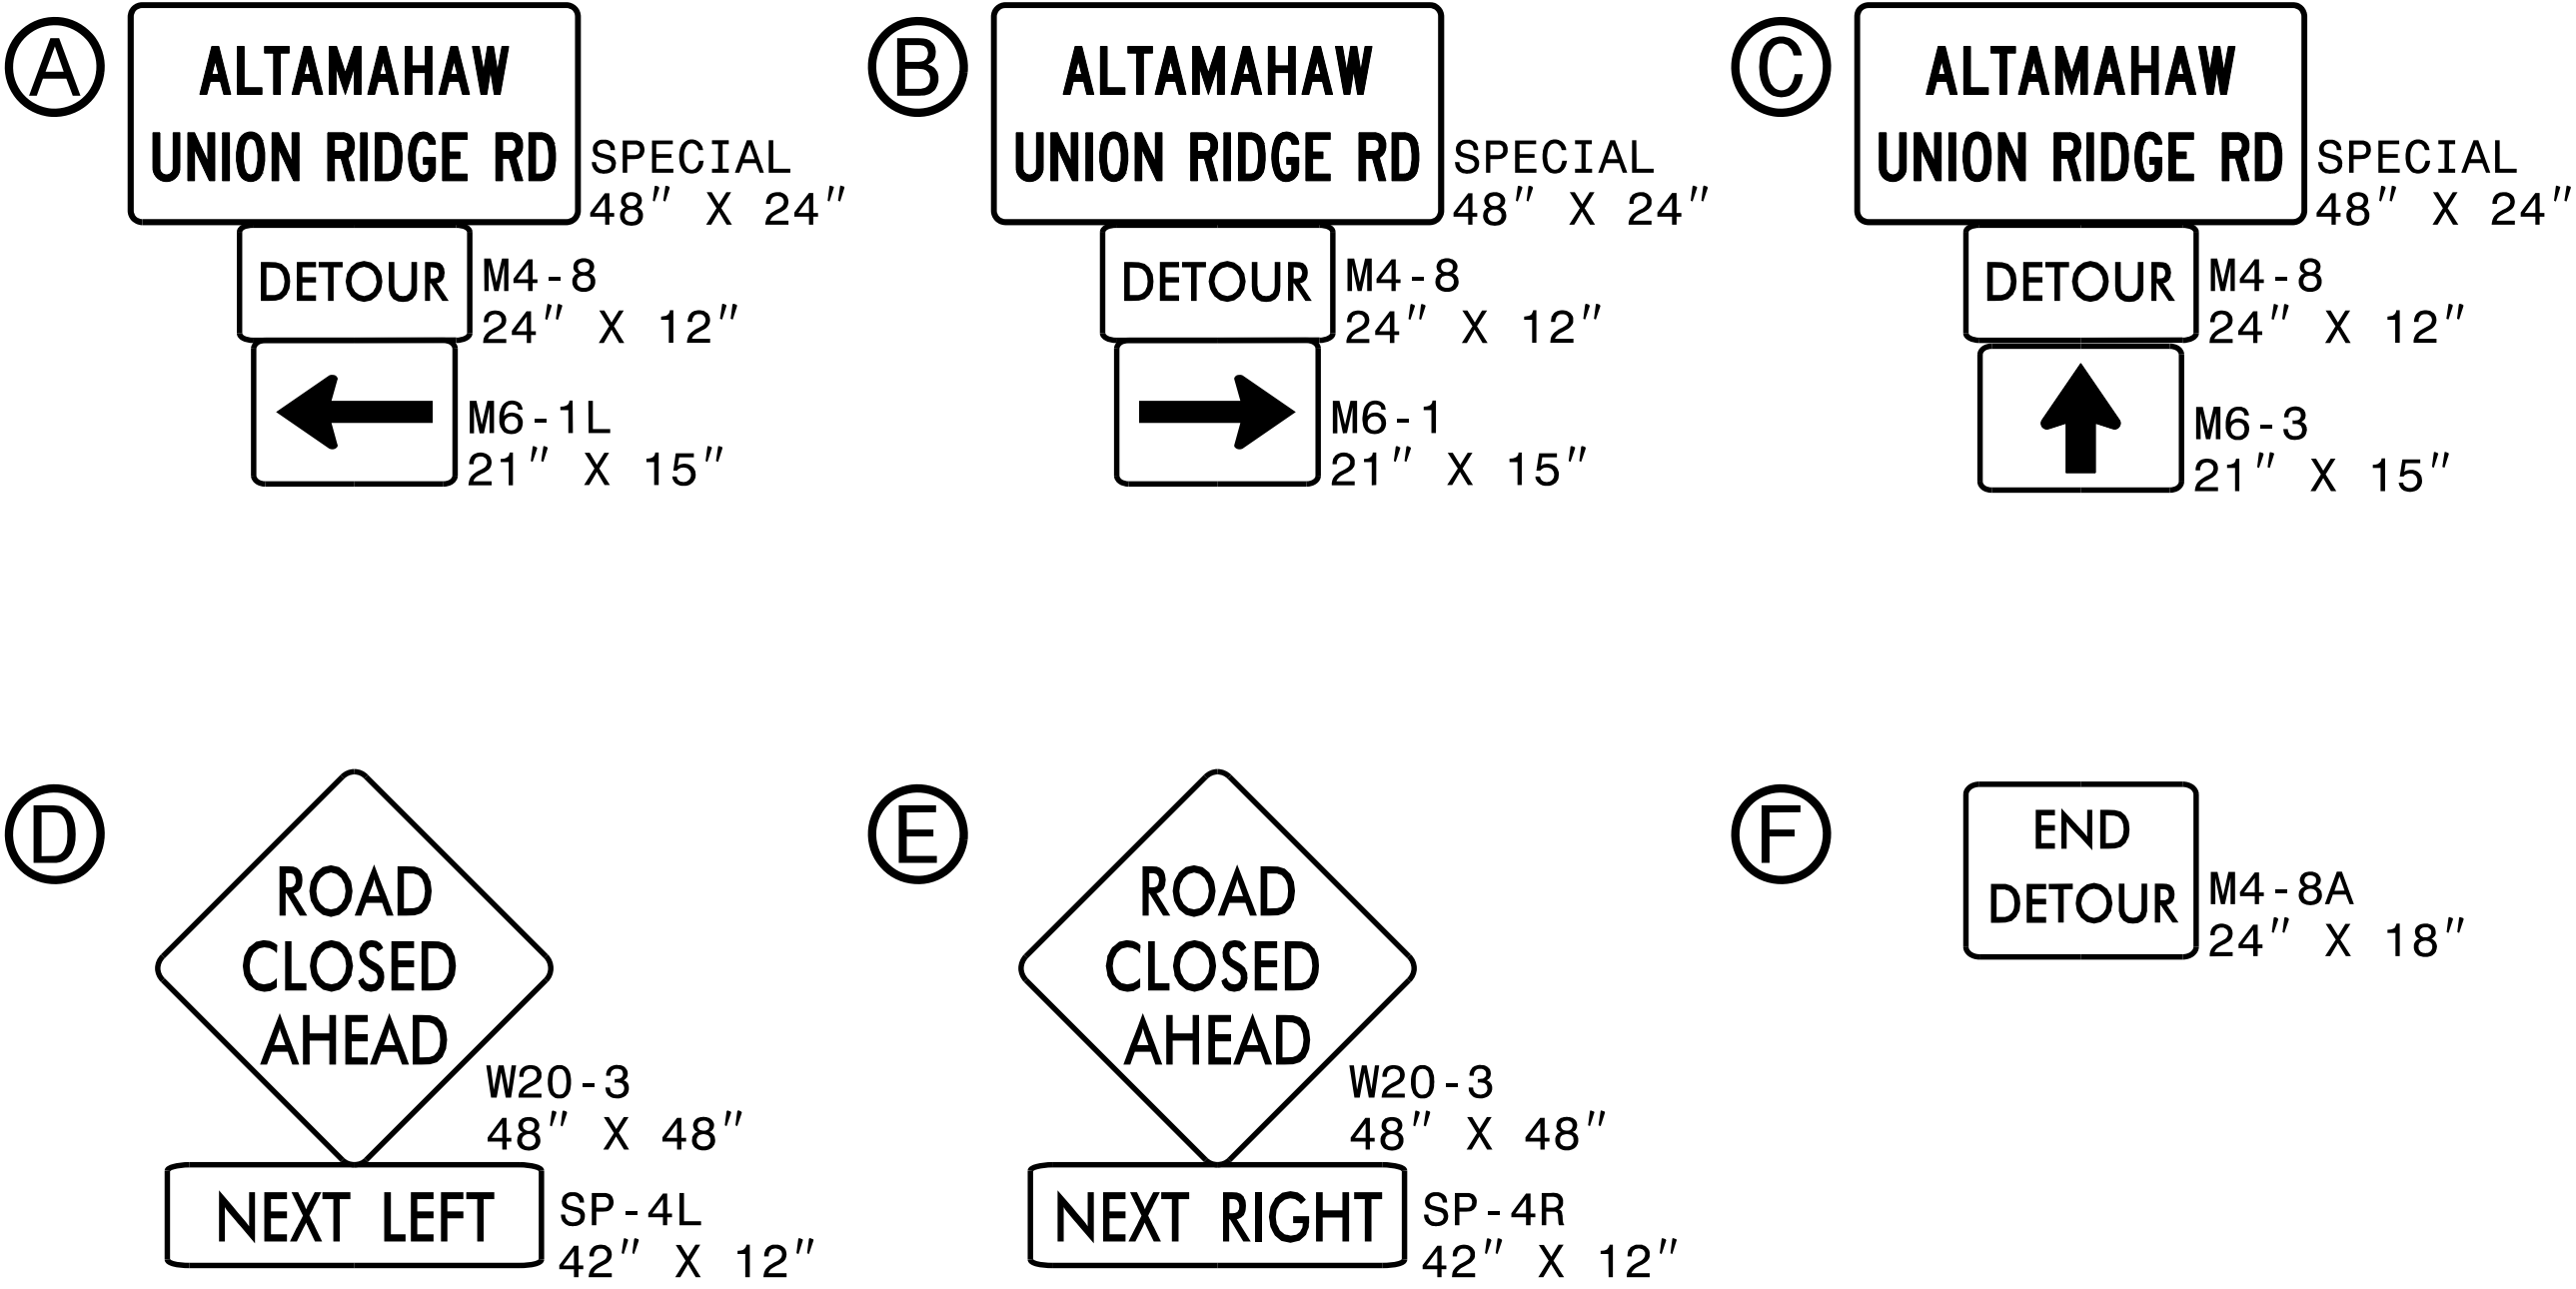 A
ALTAMAHAW
UNION RIDGE RD
SPECIAL
48" X 24"
DETOUR
M4-8
24" X 12"
M6-1L
21" X 15"
B
ALTAMAHAW
UNION RIDGE RD
SPECIAL
48" X 24"
DETOUR
M4-8
24" X 12"
M6-1
21" X 15"
C
ALTAMAHAW
UNION RIDGE RD
SPECIAL
48" X 24"
DETOUR
M4-8
24" X 12"
M6-3
21" X 15"
D
ROAD
CLOSED
AHEAD
W20-3
48" X 48"
NEXT LEFT
SP-4L
42" X 12"
E
ROAD
CLOSED
AHEAD
W20-3
48" X 48"
NEXT RIGHT
SP-4R
42" X 12"
F
END
DETOUR
M4-8A
24" X 18"